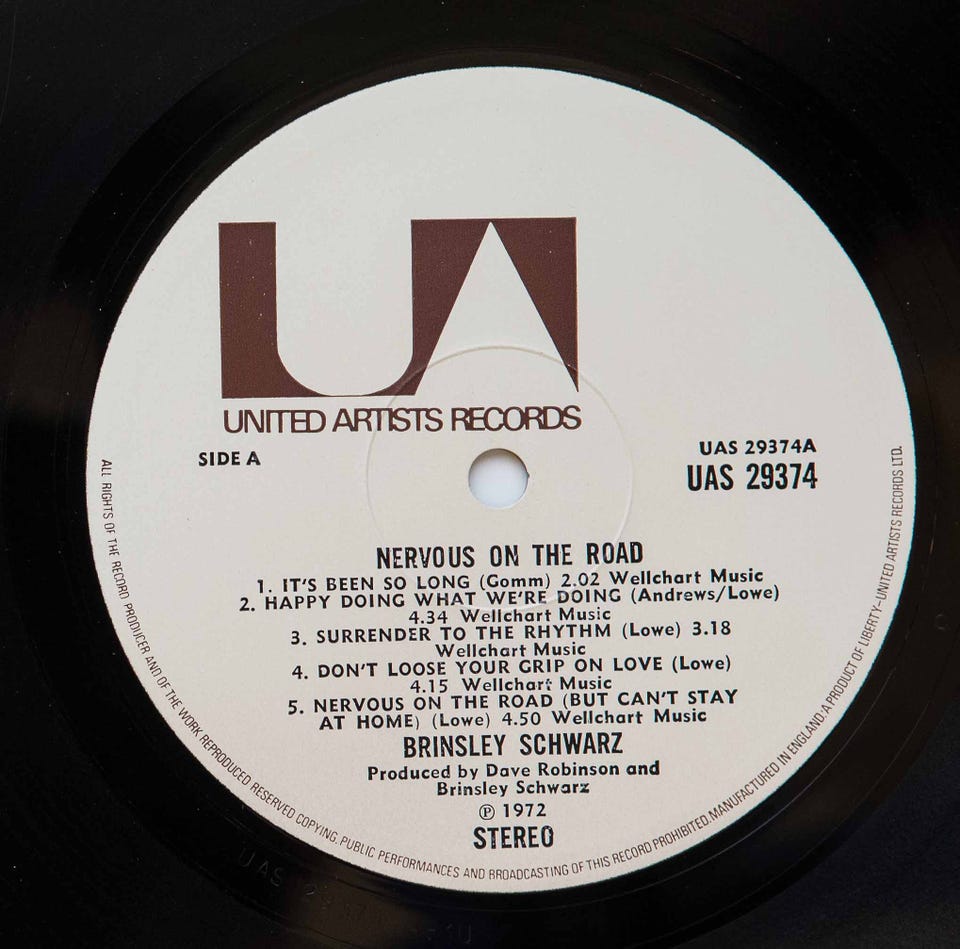 UA
UNITED ARTISTS RECORDS
SIDE A
UAS 29374A
UAS 29374
NERVOUS ON THE ROAD
1. IT'S BEEN SO LONG (Gomm) 2.02 Wellchart Music
2. HAPPY DOING WHAT WE'RE DOING (Andrews/Lowe)
4.34 Wellchart Music
3. SURRENDER TO THE RHYTHM (Lowe) 3.18
Wellchart Music
4. DON'T LOOSE YOUR GRIP ON LOVE (Lowe)
4.15 Wellchart Music
5. NERVOUS ON THE ROAD (BUT CAN'T STAY
AT HOME) (Lowe) 4.50 Wellchart Music
BRINSLEY SCHWARZ
Produced by Dave Robinson and
Brinsley Schwarz
℗ 1972
STEREO
ALL RIGHTS OF THE RECORD PRODUCER AND OF THE WORK REPRODUCED RESERVED COPYING, PUBLIC PERFORMANCES AND BROADCASTING OF THIS RECORD PROHIBITED. MANUFACTURED IN ENGLAND: A PRODUCT OF LIBERTY-UNITED ARTISTS RECORDS LTD.
UAS